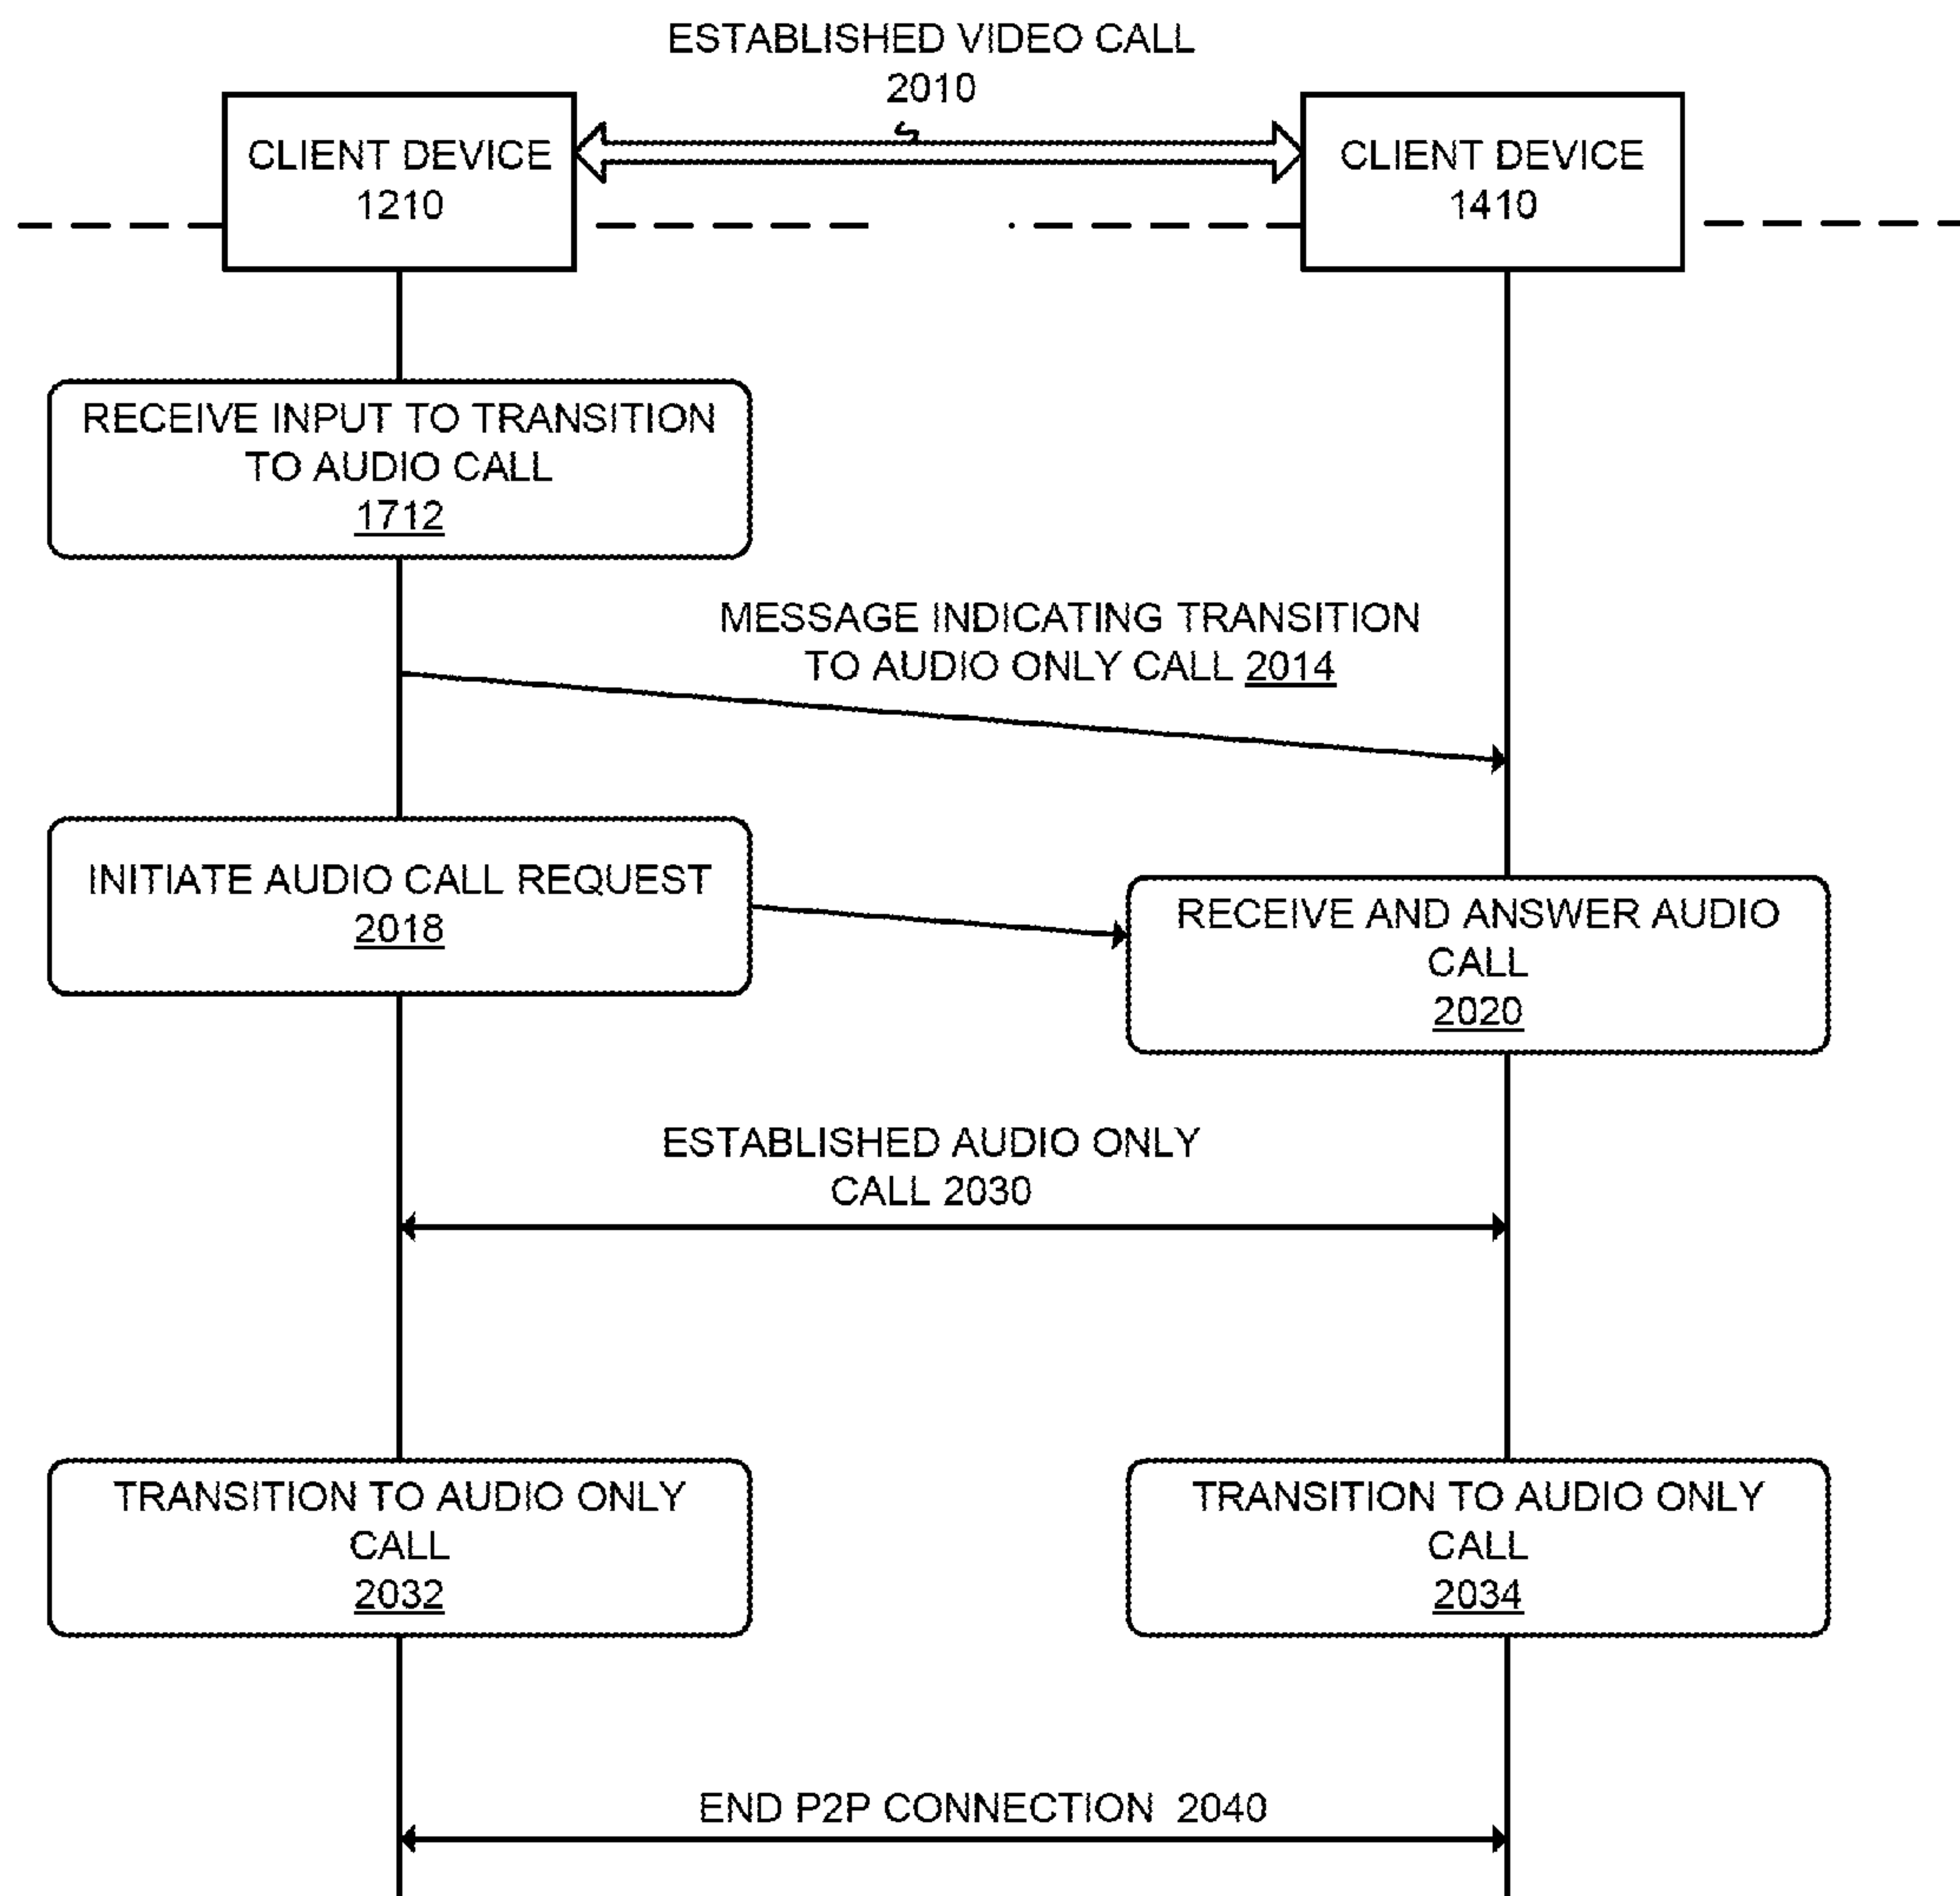 ESTABLISHED VIDEO CALL
2010
CLIENT DEVICE
1210
CLIENT DEVICE
1410
RECEIVE INPUT TO TRANSITION
TO AUDIO CALL
1712
MESSAGE INDICATING TRANSITION
TO AUDIO ONLY CALL 2014
INITIATE AUDIO CALL REQUEST
2018
RECEIVE AND ANSWER AUDIO
CALL
2020
ESTABLISHED AUDIO ONLY
CALL 2030
TRANSITION TO AUDIO ONLY
CALL
2032
TRANSITION TO AUDIO ONLY
CALL
2034
END P2P CONNECTION 2040